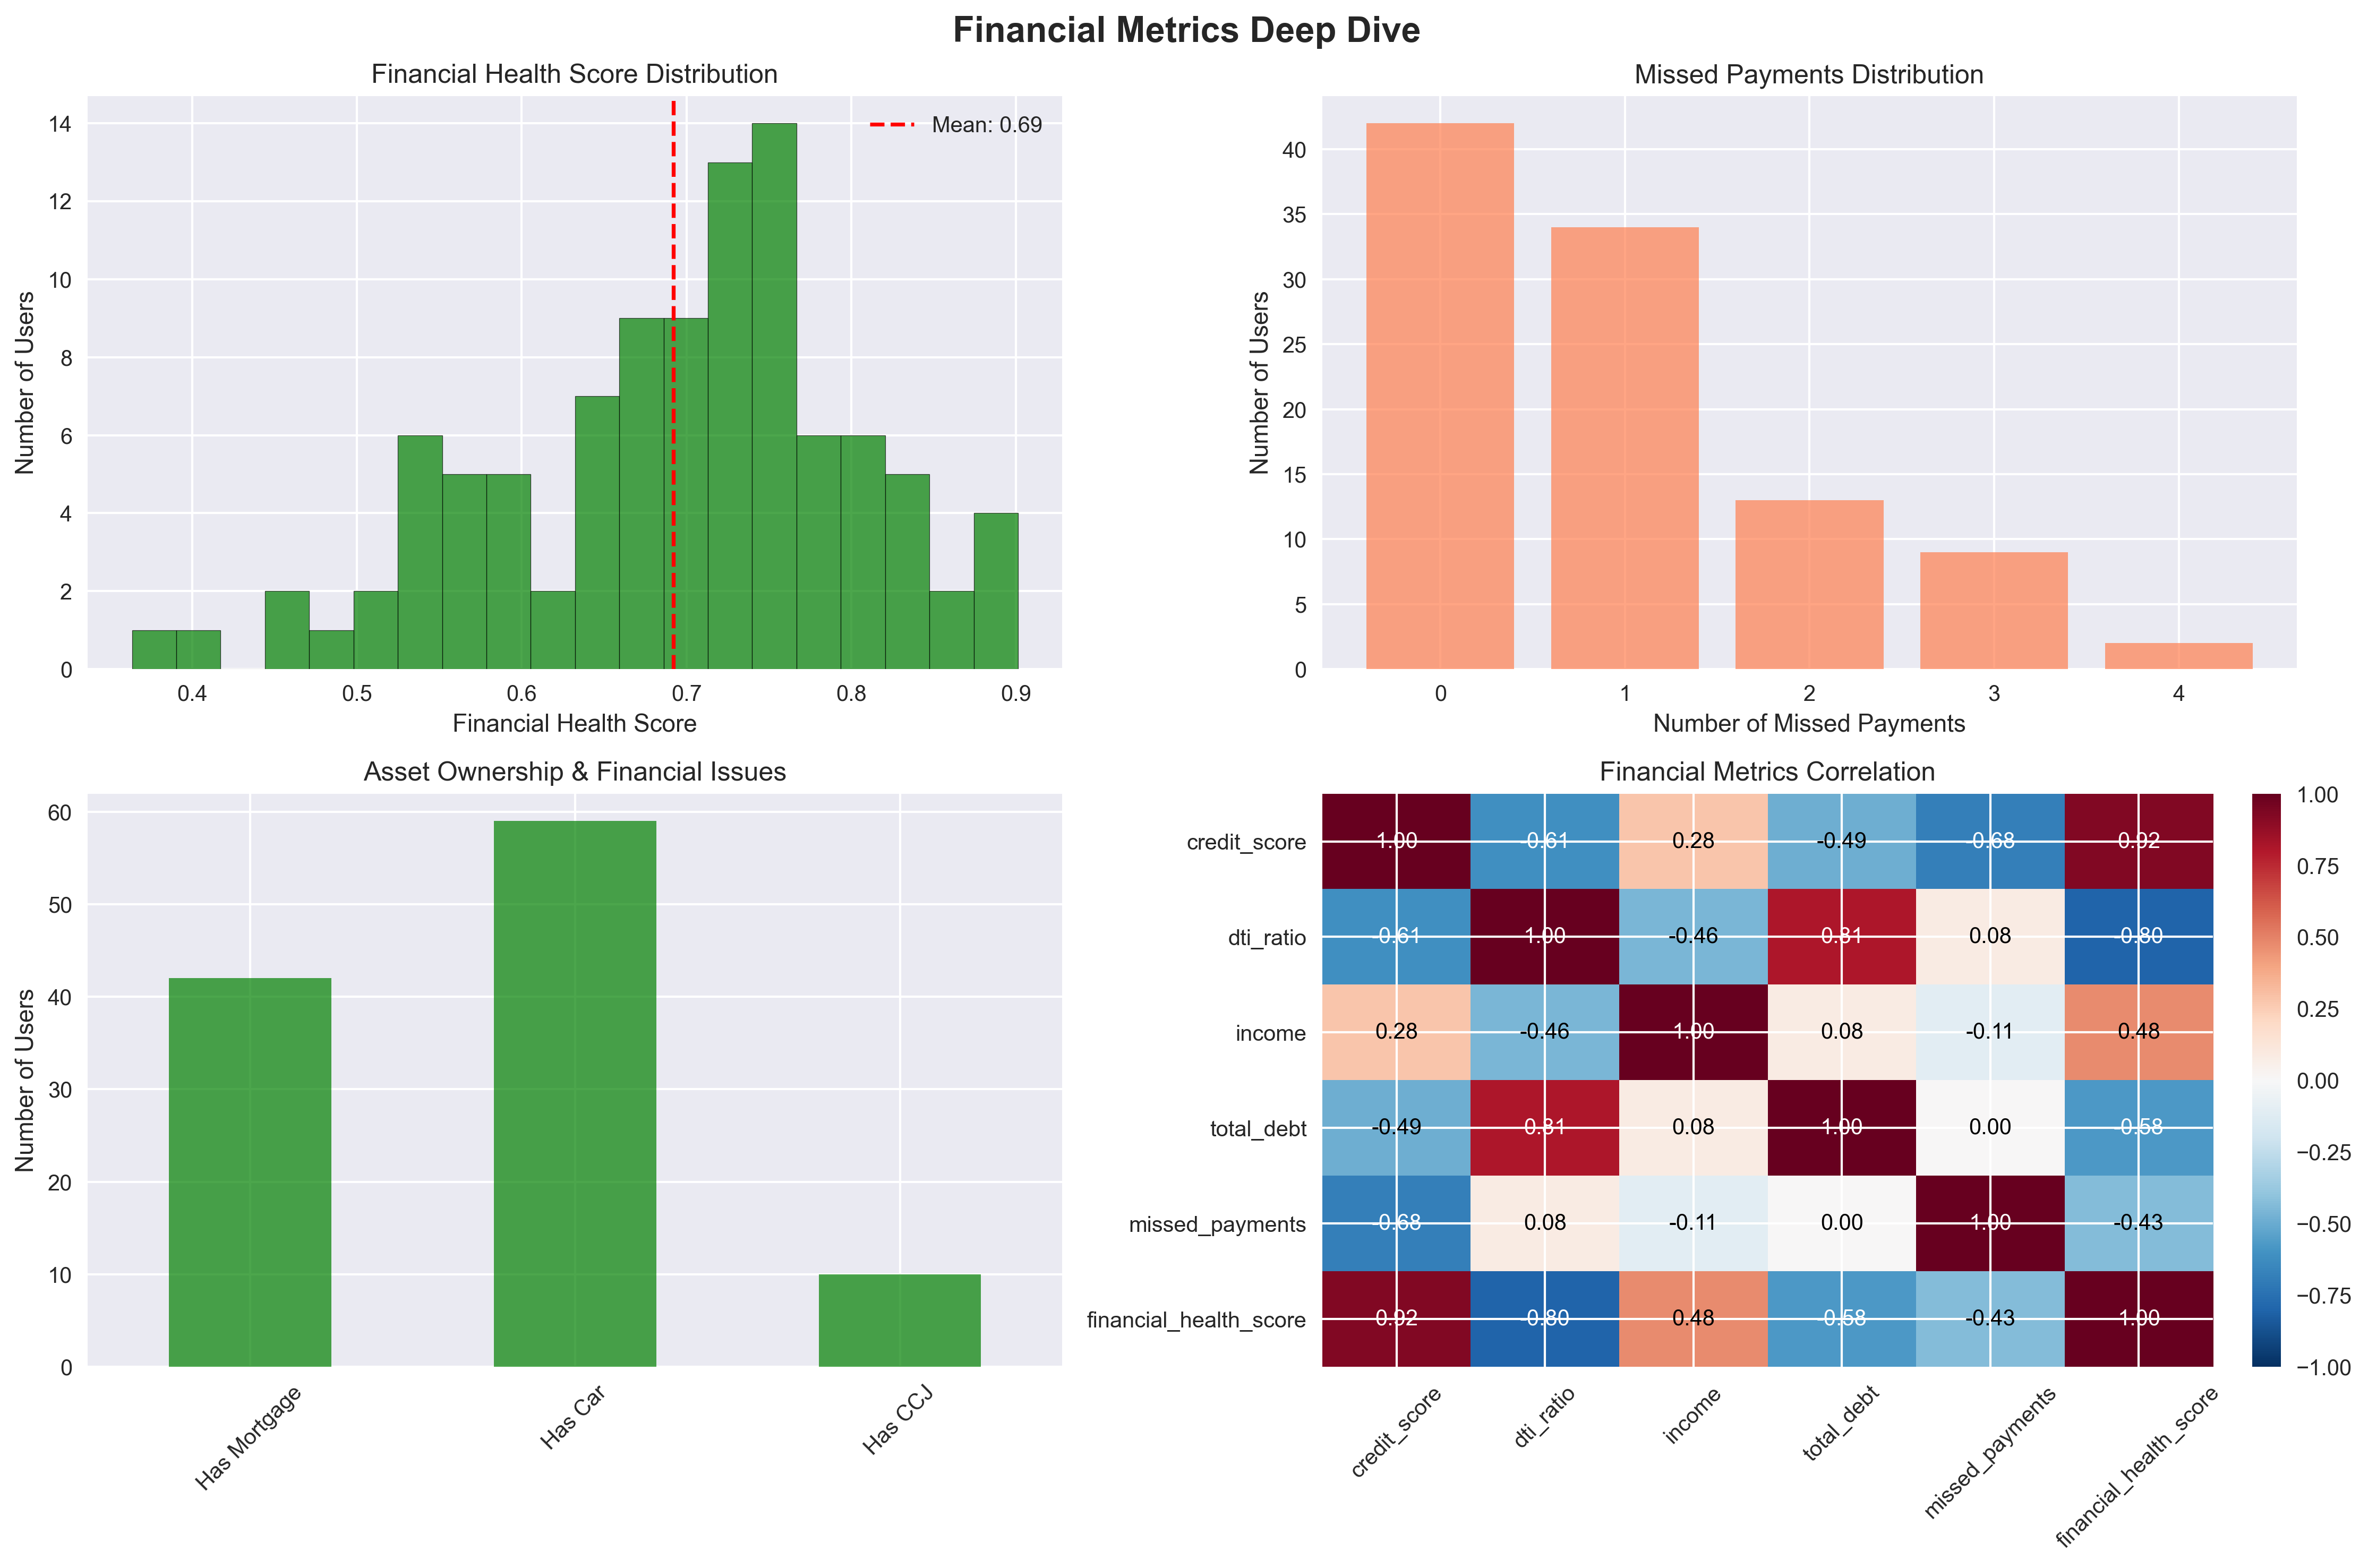 Financial Metrics Deep Dive
Financial Health Score Distribution
Number of Users
14
12
10
8
6
4
2
0
Mean: 0.69
0.4 0.5 0.6 0.7 0.8 0.9
Financial Health Score
Missed Payments Distribution
Number of Users
40
35
30
25
20
15
10
5
0
0 1 2 3 4
Number of Missed Payments
Asset Ownership & Financial Issues
Number of Users
60
50
40
30
20
10
0
Has Mortgage Has Car Has CCJ
Financial Metrics Correlation
credit_score 1.00 -0.61 0.28 -0.49 -0.68 0.92
dti_ratio -0.61 1.00 -0.46 0.81 0.08 -0.80
income 0.28 -0.46 1.00 0.08 -0.11 0.48
total_debt -0.49 0.81 0.08 1.00 0.00 -0.58
missed_payments -0.68 0.08 -0.11 0.00 1.00 -0.43
financial_health_score 0.92 -0.80 0.48 -0.58 -0.43 1.00
credit_score dti_ratio income total_debt missed_payments financial_health_score
1.00
0.75
0.50
0.25
0.00
−0.25
−0.50
−0.75
−1.00